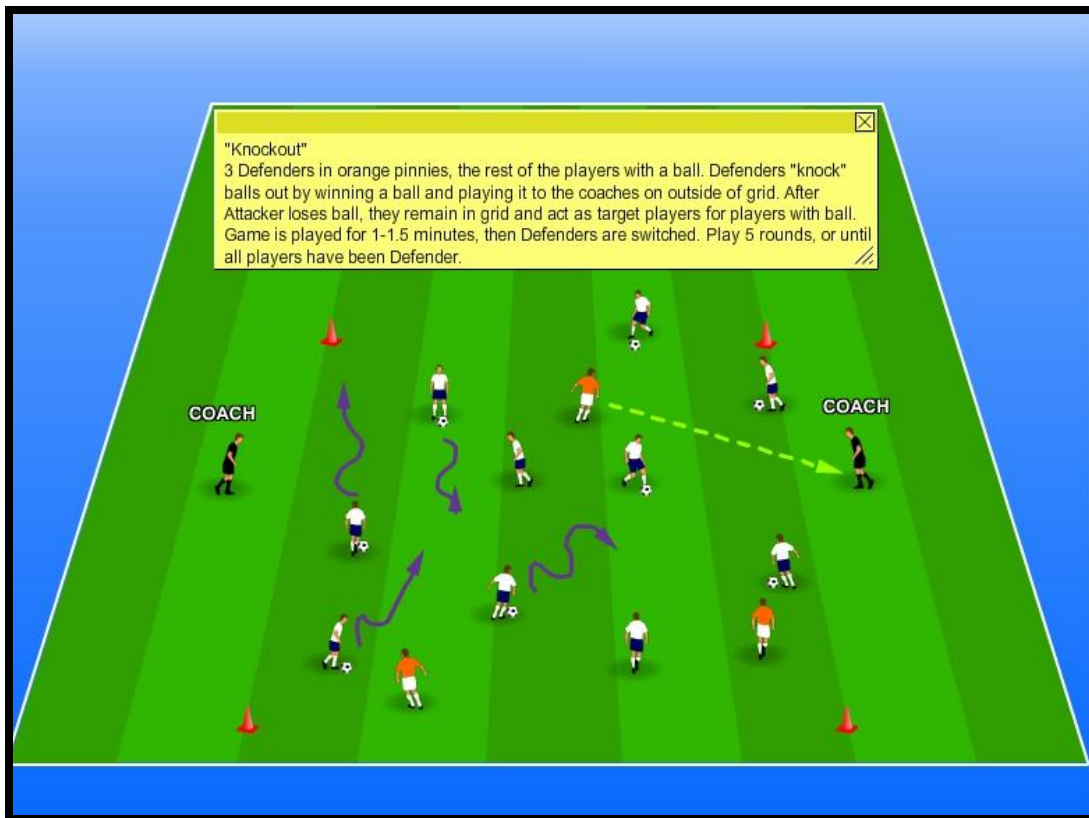 "Knockout"
3 Defenders in orange pinnies, the rest of the players with a ball. Defenders "knock"
balls out by winning a ball and playing it to the coaches on outside of grid. After
Attacker loses ball, they remain in grid and act as target players for players with ball.
Game is played for 1-1.5 minutes, then Defenders are switched. Play 5 rounds, or until
all players have been Defender.
COACH
COACH